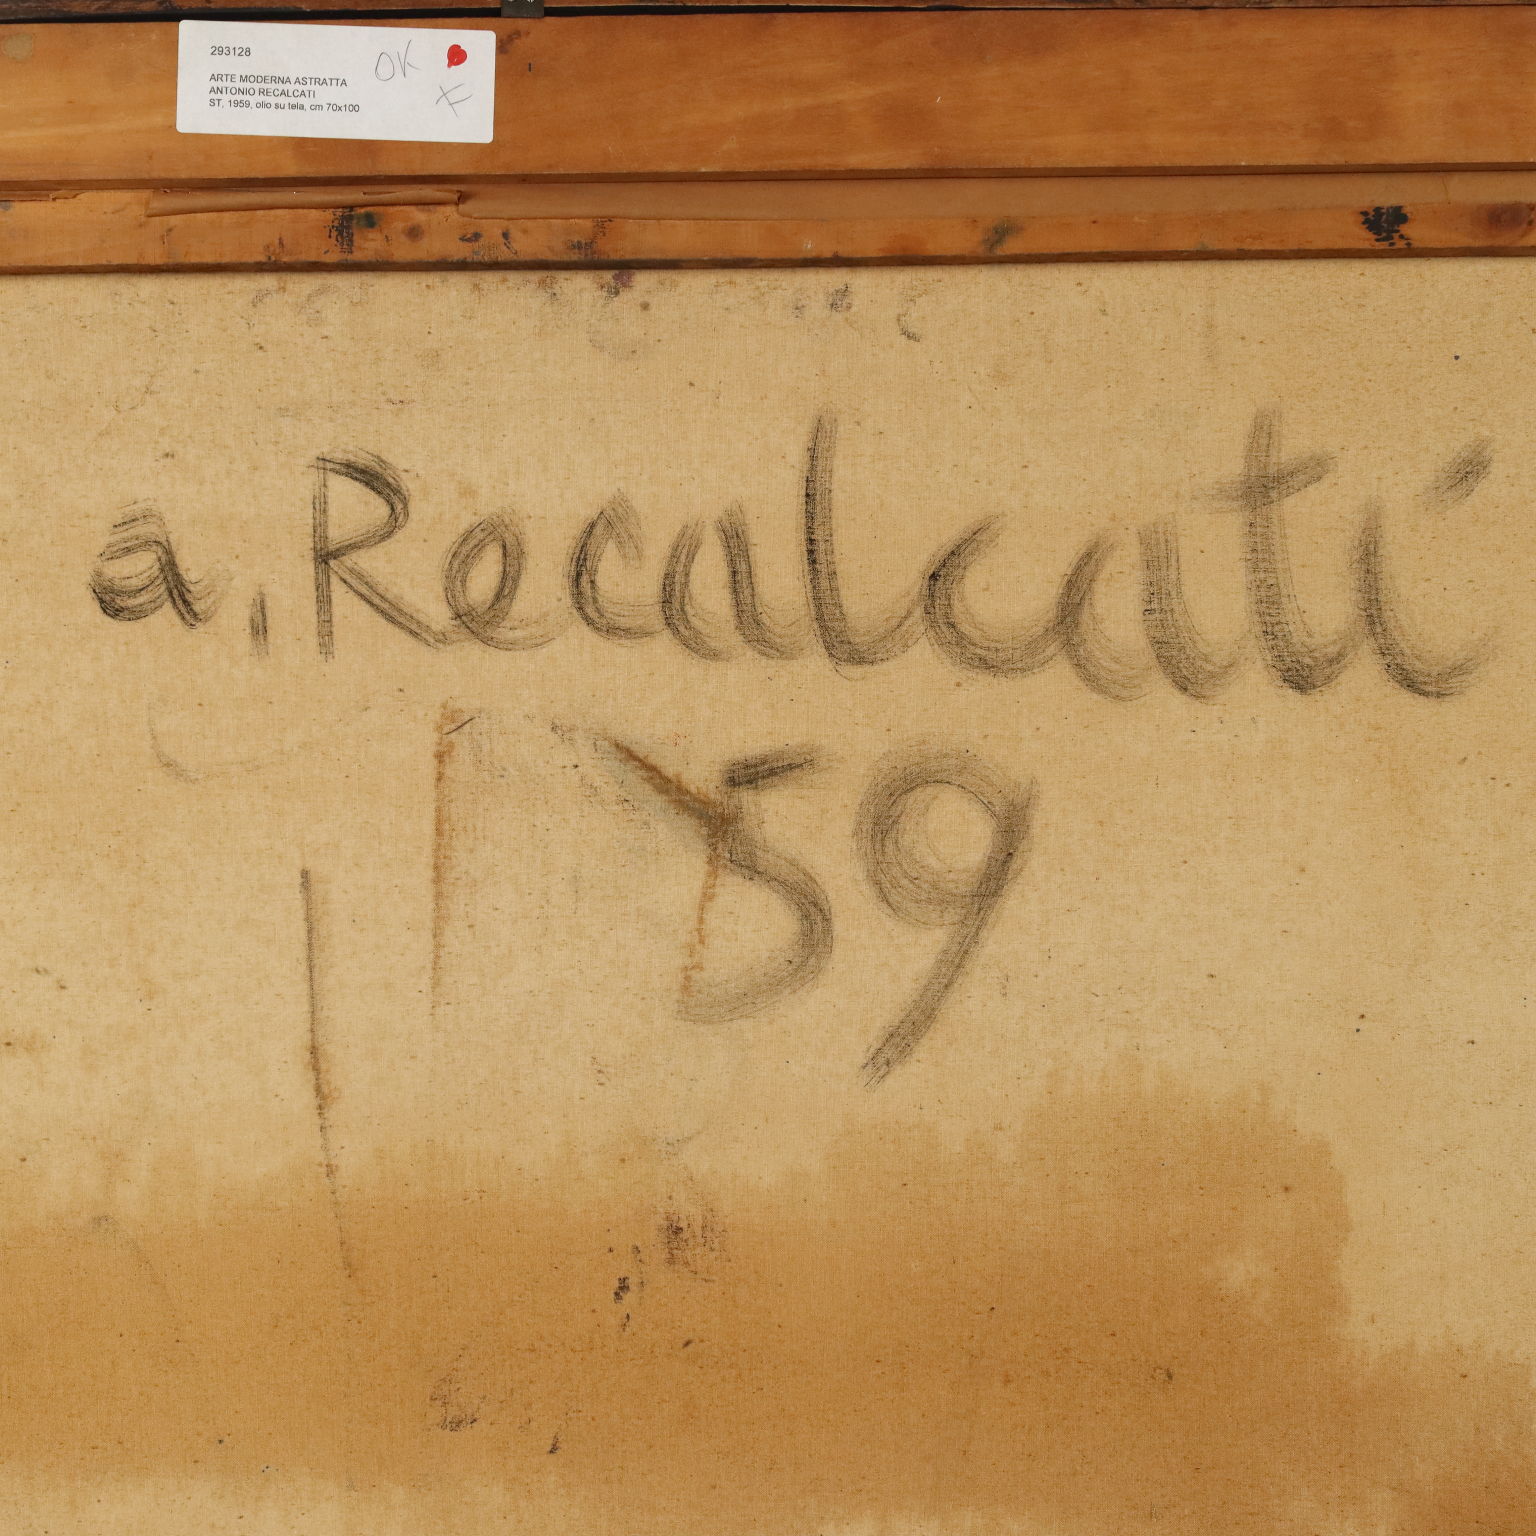 293128
OK
ARTE MODERNA ASTRATTA
ANTONIO RECALCATI
ST, 1959, olio su tela, cm 70x100
a. Recalcati
59